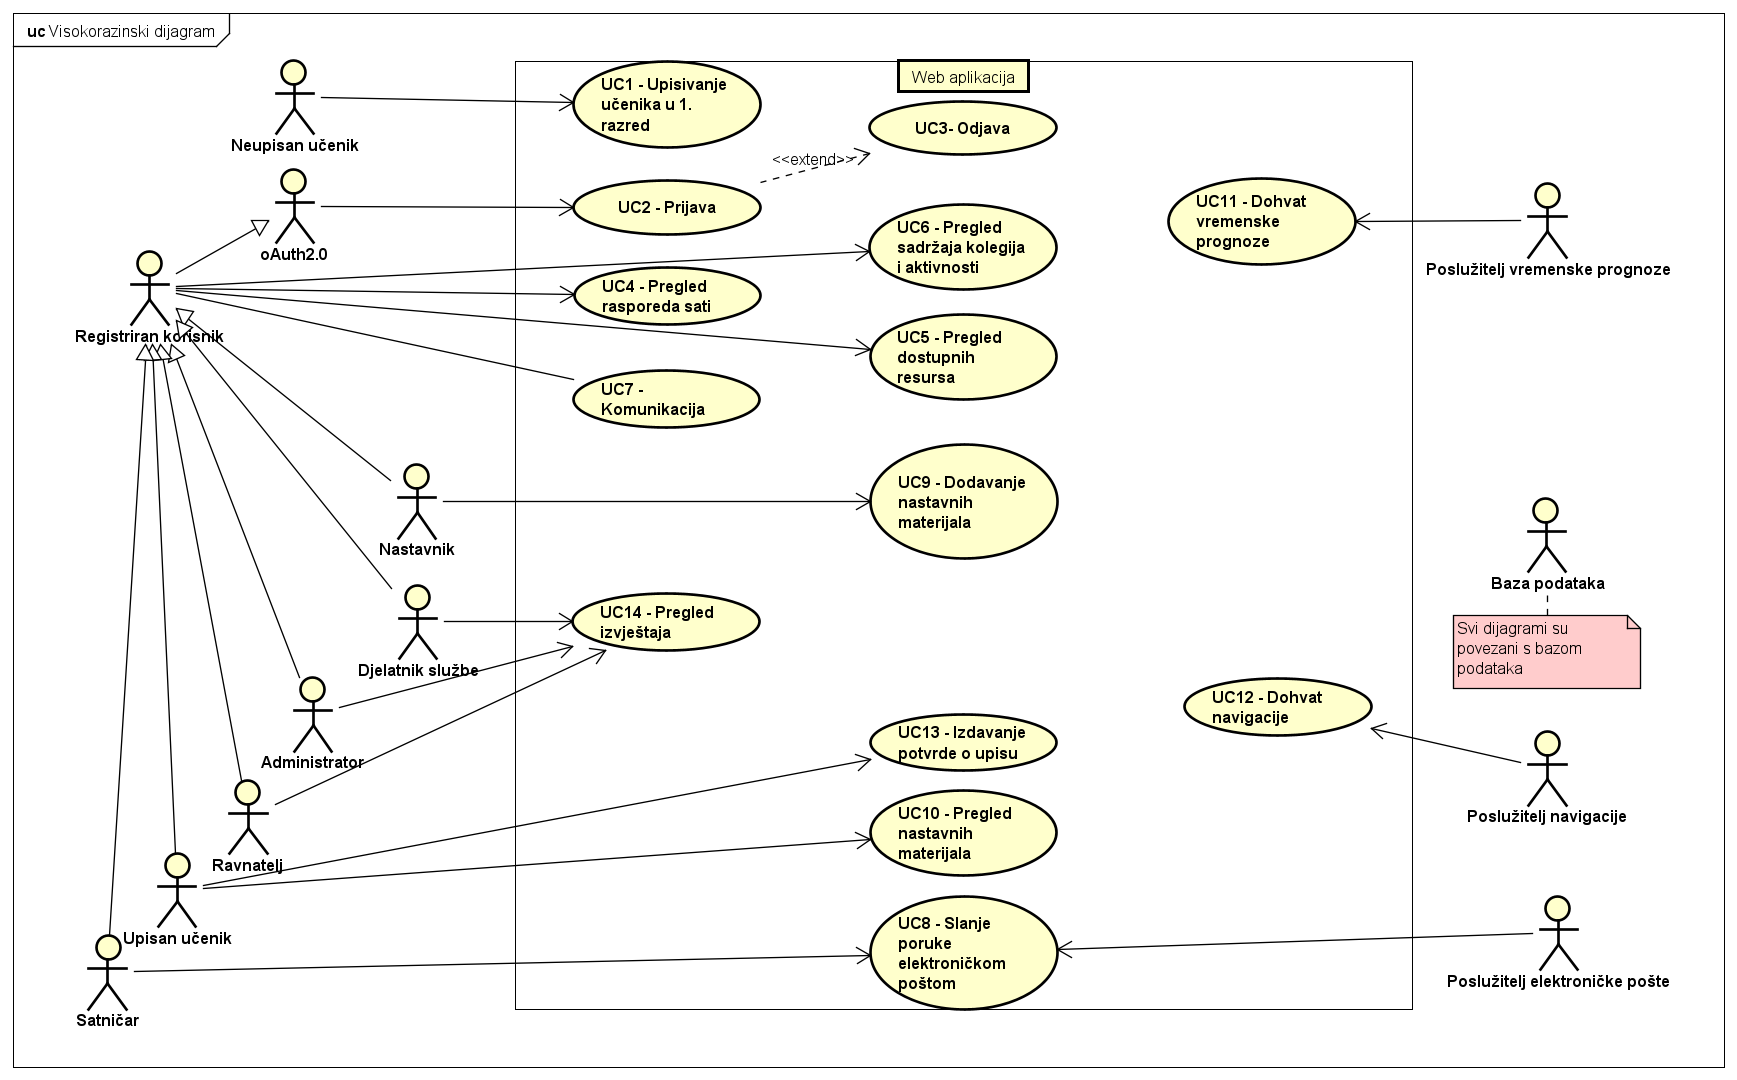 uc Visokorazinski dijagram
Web aplikacija
Neupisan učenik
UC1 - Upisivanje
učenika u 1.
razred
UC3- Odjava
<<extend>>
oAuth2.0
UC2 - Prijava
UC6 - Pregled
sadržaja kolegija
i aktivnosti
UC11 - Dohvat
vremenske
prognoze
Poslužitelj vremenske prognoze
Registriran korisnik
UC4 - Pregled
rasporeda sati
UC5 - Pregled
dostupnih
resursa
UC7 -
Komunikacija
Nastavnik
UC9 - Dodavanje
nastavnih
materijala
Baza podataka
Svi dijagrami su
povezani s bazom
podataka
Djelatnik službe
UC14 - Pregled
izvještaja
Administrator
UC12 - Dohvat
navigacije
Poslužitelj navigacije
UC13 - Izdavanje
potvrde o upisu
Ravnatelj
UC10 - Pregled
nastavnih
materijala
Upisan učenik
UC8 - Slanje
poruke
elektroničkom
poštom
Poslužitelj elektroničke pošte
Satničar